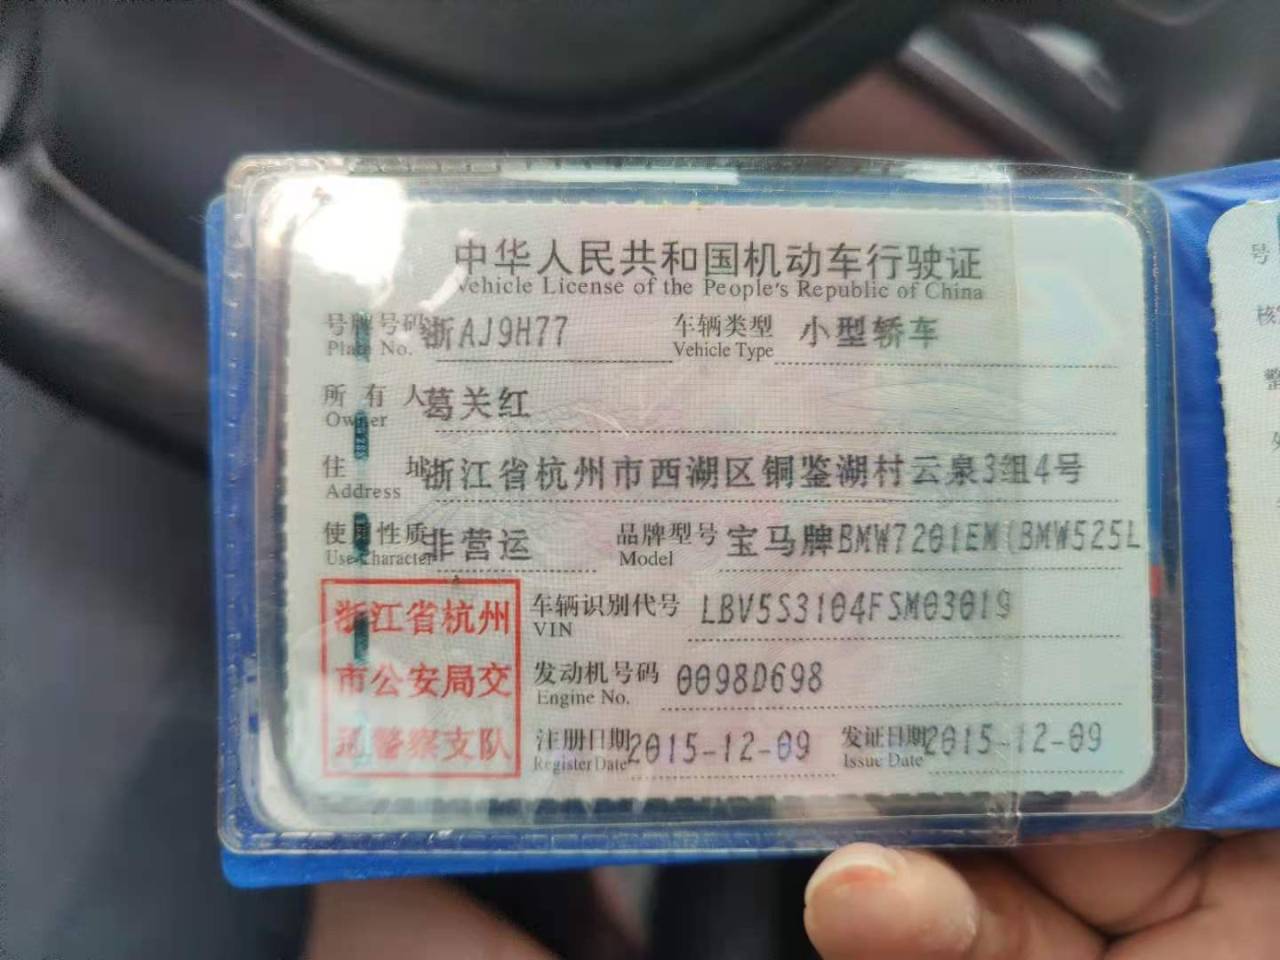 中华人民共和国机动车行驶证
Vehicle License of the People's Republic of China
号牌号码 浙AJ9H77 车辆类型 小型轿车
Plate No. Vehicle Type
所有人 葛关红
Owner
住址 浙江省杭州市西湖区铜鉴湖村云泉3组4号
Address
使用性质 非营运 品牌型号 宝马牌BMW7201EM(BMW525L
Use Character Model
浙江省杭州
市公安局交
通警察支队
车辆识别代号 LBV5S3104FSM03019
VIN
发动机号码 0098D698
Engine No.
注册日期 2015-12-09 发证日期 2015-12-09
Register Date Issue Date
号
核